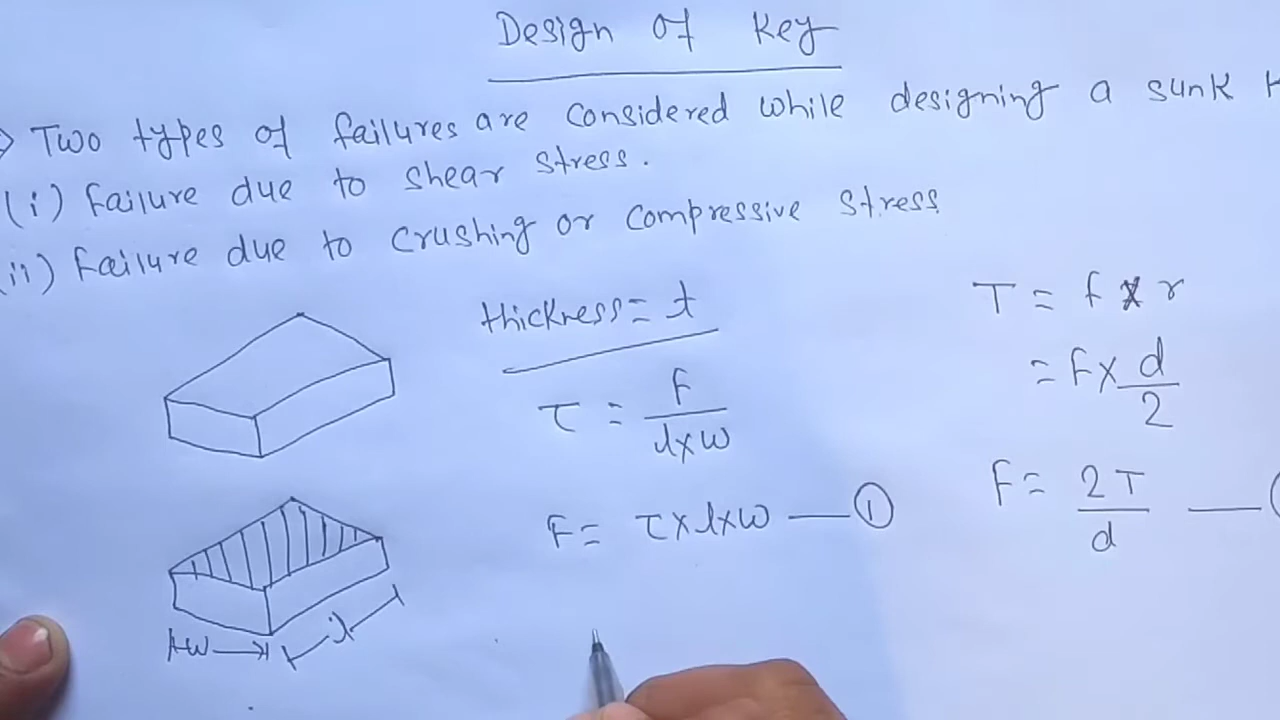 Design of Key
Two types of failures are considered while designing a sunk
(i) Failure due to shear stress.
(ii) Failure due to crushing or compressive stress
thickness = t
τ = F / l×w
F = τ×l×w — ①
T = F × r
= F× d/2
F = 2T/d —
w
l